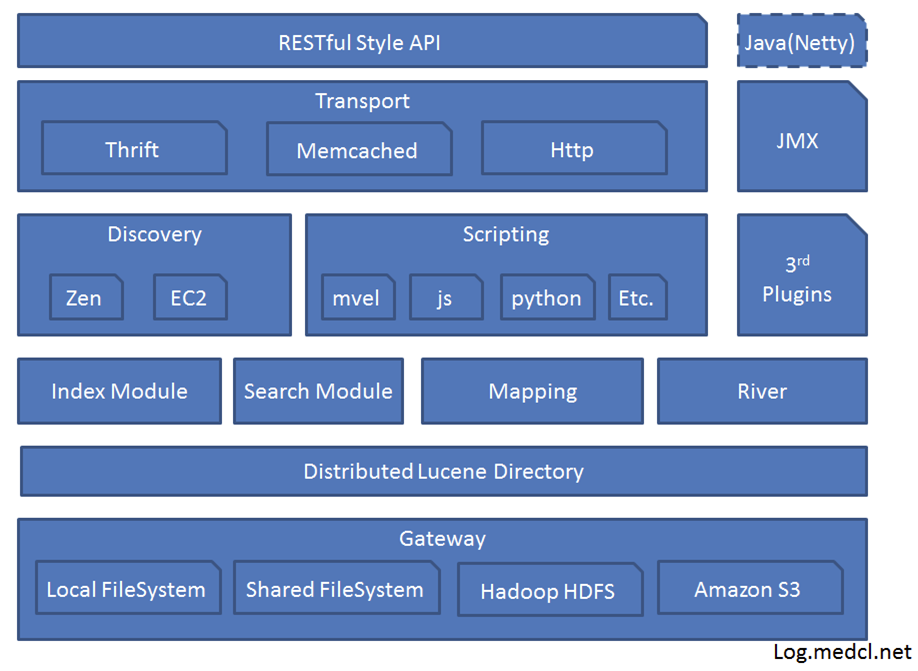 RESTful Style API
Java(Netty)
Transport
Thrift
Memcached
Http
JMX
Discovery
Zen
EC2
Scripting
mvel
js
python
Etc.
3rd
Plugins
Index Module
Search Module
Mapping
River
Distributed Lucene Directory
Gateway
Local FileSystem
Shared FileSystem
Hadoop HDFS
Amazon S3
Log.medcl.net